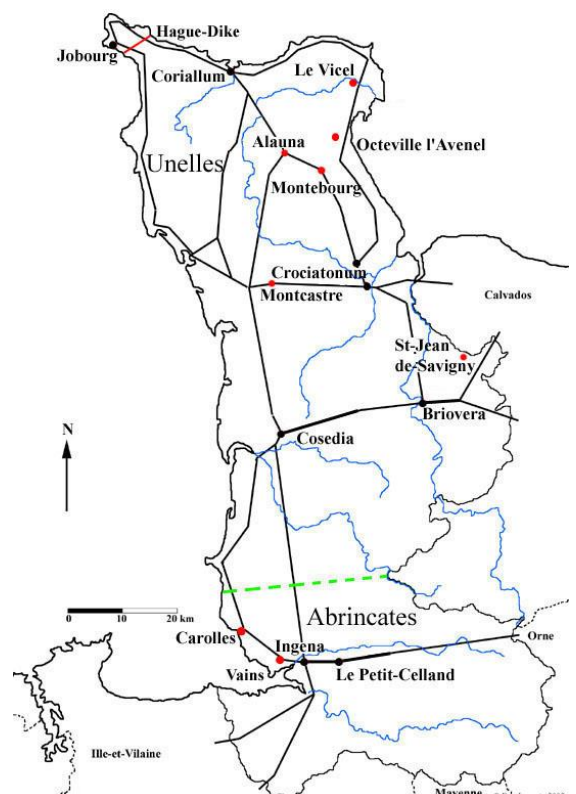 Hague-Dike
Jobourg
Coriallum
Le Vicel
Alauna
Octeville l'Avenel
Unelles
Montebourg
Crociatonum
Montcastre
Calvados
St-Jean
de-Savigny
Briovera
Cosedia
N
0 10 20 km
Abrincates
Carolles
Ingena
Orne
Vains
Le Petit-Celland
Ille-et-Vilaine
Mayenne